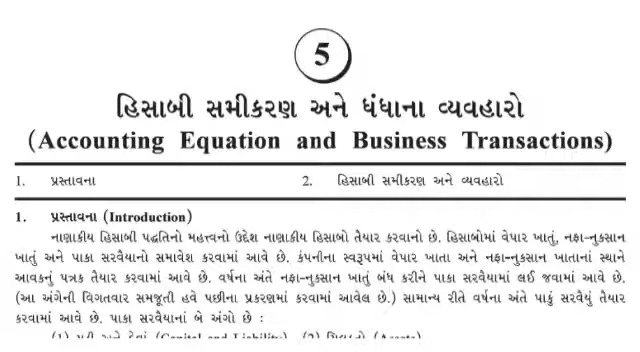 5
હિસાબી સમીકરણ અને ધંધાના વ્યવહારો
(Accounting Equation and Business Transactions)
1. પ્રસ્તાવના 2. હિસાબી સમીકરણ અને વ્યવહારો
1. પ્રસ્તાવના (Introduction)
નાણાકીય હિસાબી પદ્ધતિનો મહત્ત્વનો ઉદ્દેશ નાણાકીય હિસાબો તૈયાર કરવાનો છે. હિસાબોમાં વેપાર ખાતું, નફા-નુકસાન
ખાતું અને પાકા સરવૈયાનો સમાવેશ કરવામાં આવે છે. કંપનીના સ્વરૂપમાં વેપાર ખાતા અને નફા-નુકસાન ખાતાનાં સ્થાને
આવકનું પત્રક તૈયાર કરવામાં આવે છે. વર્ષના અંતે નફા-નુકસાન ખાતું બંધ કરીને પાકા સરવૈયામાં લઈ જવામાં આવે છે.
(આ અંગેની વિગતવાર સમજૂતી હવે પછીના પ્રકરણમાં કરવામાં આવેલ છે.) સામાન્ય રીતે વર્ષના અંતે પાકું સરવૈયું તૈયાર
કરવામાં આવે છે. પાકા સરવૈયાનાં બે અંગો છે :